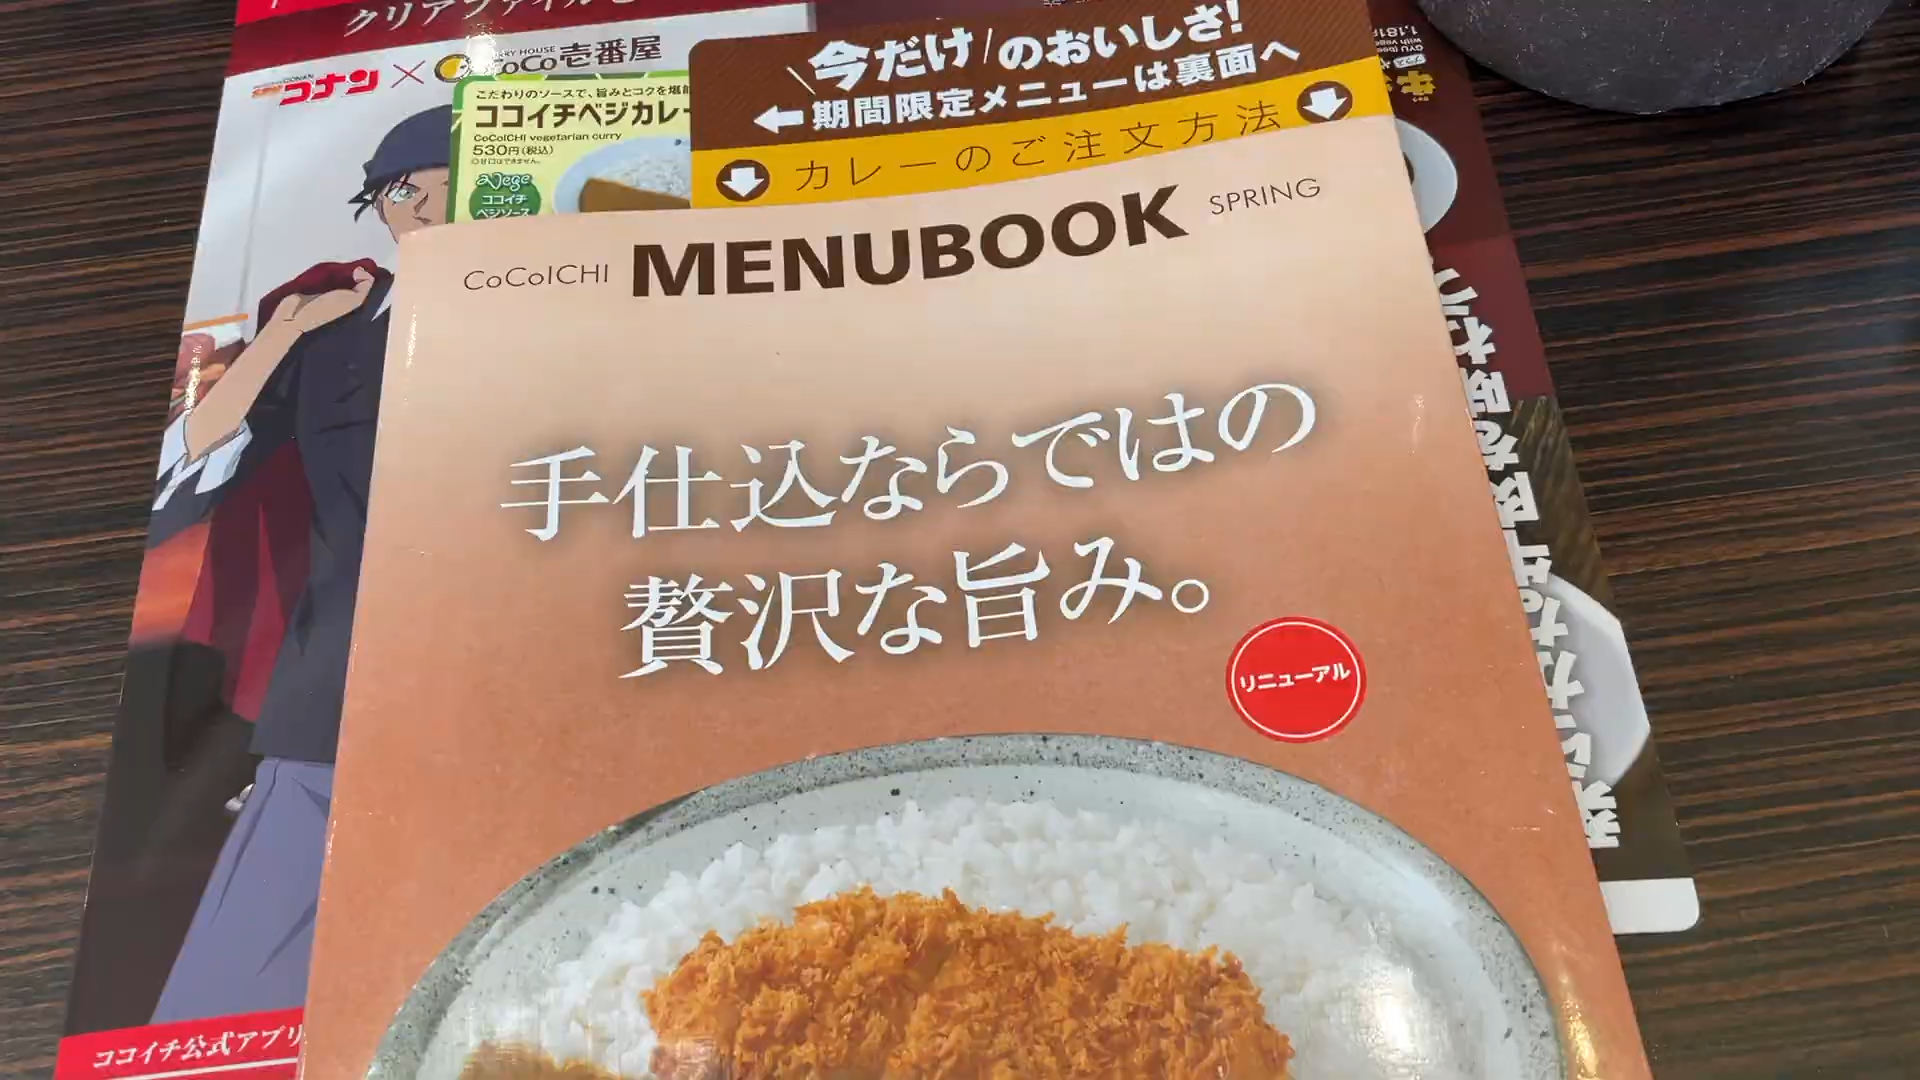 クリアファイル
コナン × CoCo壱番屋
こだわりのソースで、旨みとコクを堪能
ココイチベジカレー
CoCoICHI vegetarian curry
530円(税込)
Vege
ココイチ
ベジソース
今だけのおいしさ!
期間限定メニューは裏面へ
カレーのご注文方法
CoCoICHI MENUBOOK SPRING
手仕込ならではの
贅沢な旨み。
リニューアル
ココイチ公式アプリ